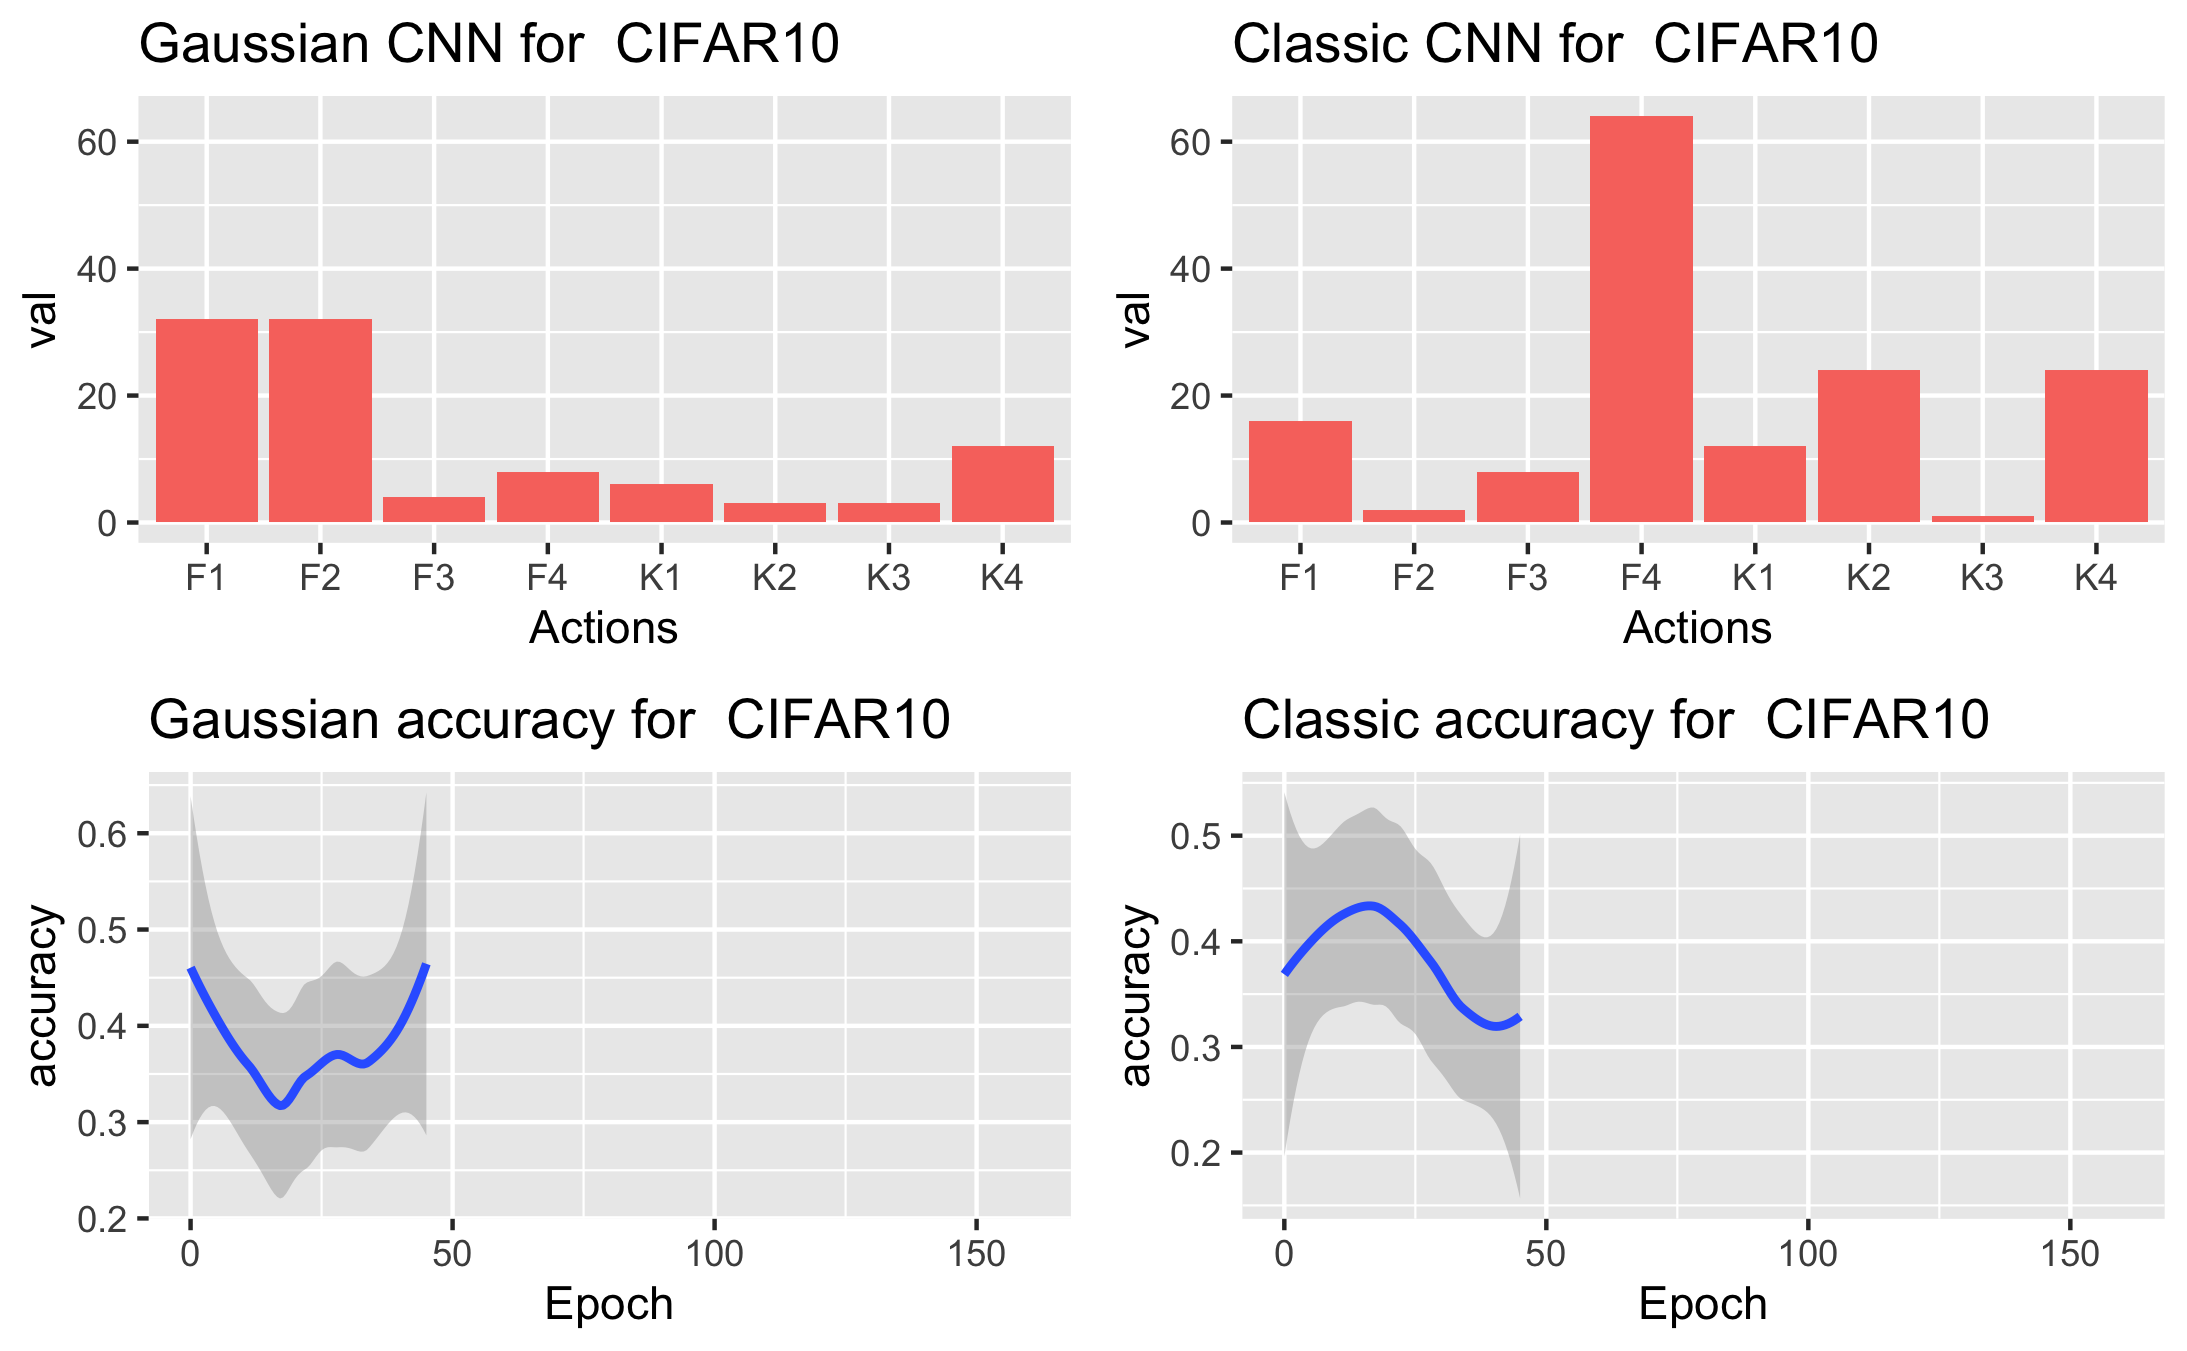 Gaussian CNN for  CIFAR10
60
40
20
0
val
F1 F2 F3 F4 K1 K2 K3 K4
Actions
Classic CNN for  CIFAR10
60
40
20
0
val
F1 F2 F3 F4 K1 K2 K3 K4
Actions
Gaussian accuracy for  CIFAR10
0.6
0.5
0.4
0.3
0.2
accuracy
0 50 100 150
Epoch
Classic accuracy for  CIFAR10
0.5
0.4
0.3
0.2
accuracy
0 50 100 150
Epoch